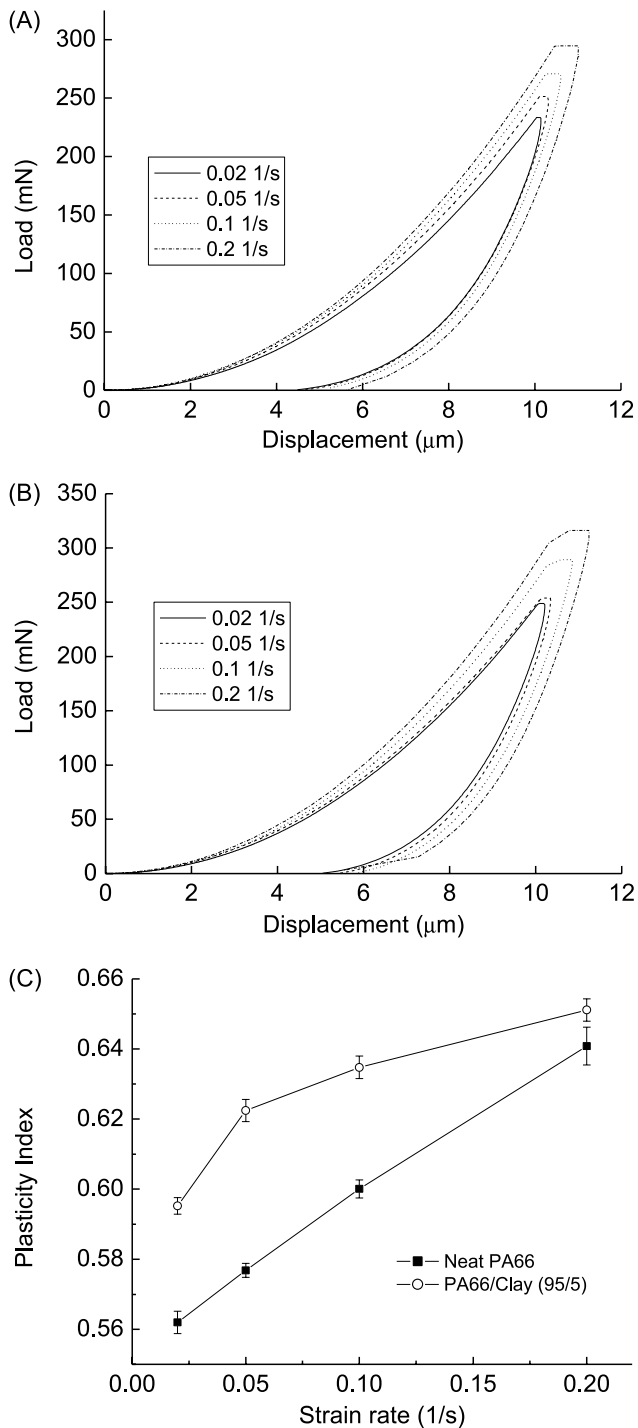 (A)
300
250
200
150
100
50
0
Load (mN)
0.02 1/s
0.05 1/s
0.1 1/s
0.2 1/s
0 2 4 6 8 10 12
Displacement (μm)
(B)
350
300
250
200
150
100
50
0
Load (mN)
0.02 1/s
0.05 1/s
0.1 1/s
0.2 1/s
0 2 4 6 8 10 12
Displacement (μm)
(C)
0.66
0.64
0.62
0.60
0.58
0.56
Plasticity Index
Neat PA66
PA66/Clay (95/5)
0.00 0.05 0.10 0.15 0.20
Strain rate (1/s)